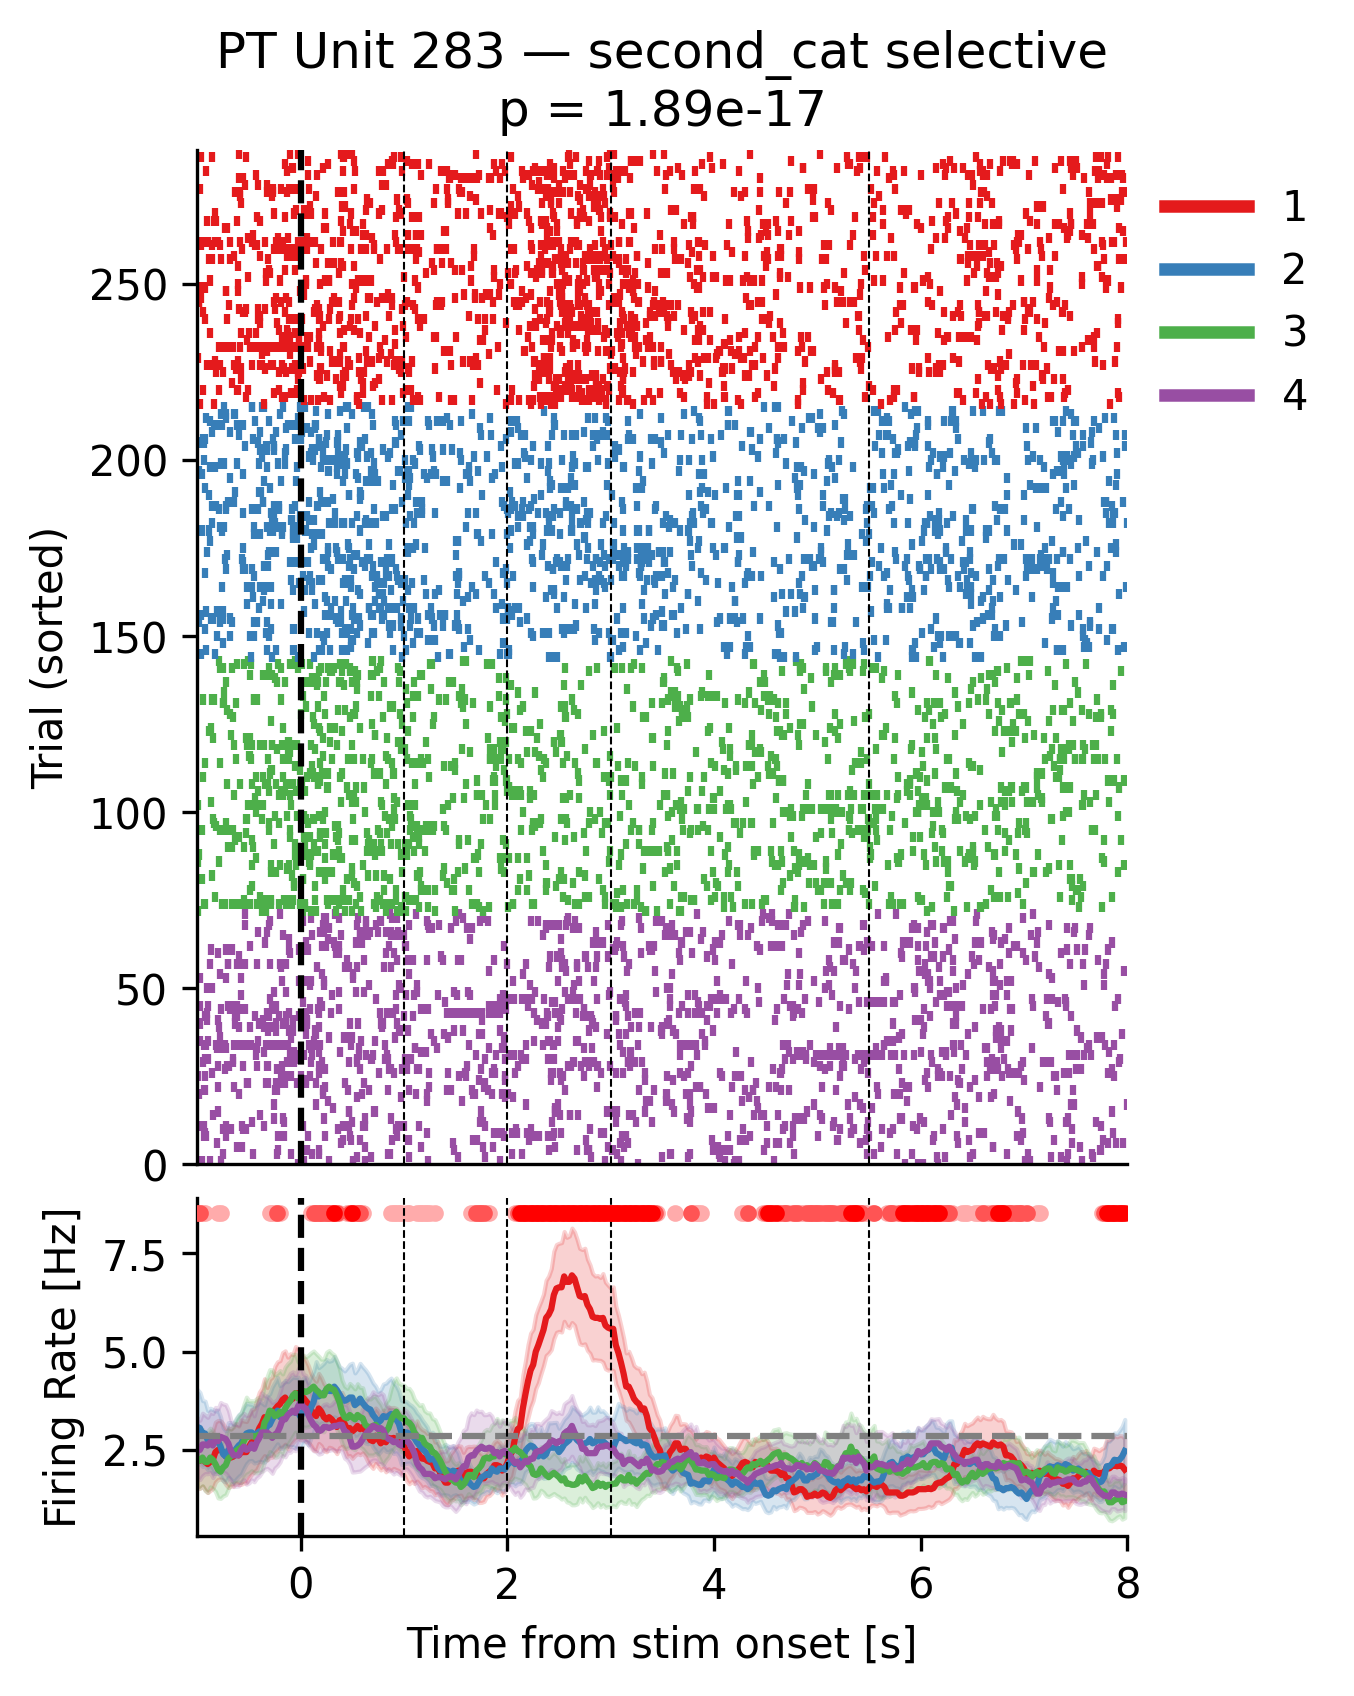 PT Unit 283 — second_cat selective
p = 1.89e-17
1
2
3
4
Trial (sorted)
250
200
150
100
50
0
Firing Rate [Hz]
7.5
5.0
2.5
0 2 4 6 8
Time from stim onset [s]